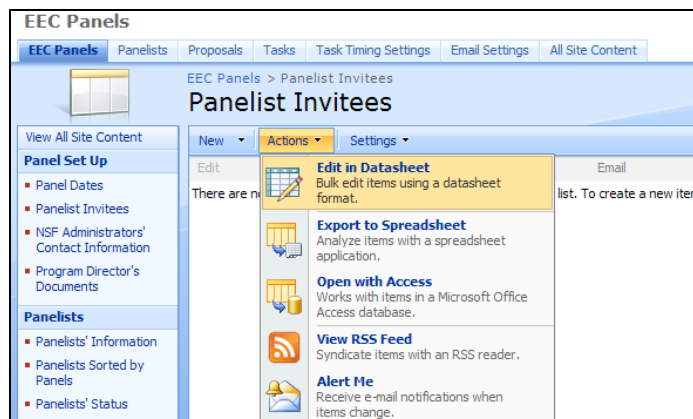 EEC Panels
EEC Panels Panelists Proposals Tasks Task Timing Settings Email Settings All Site Content
EEC Panels > Panelist Invitees
Panelist Invitees
View All Site Content
Panel Set Up
Panel Dates
Panelist Invitees
NSF Administrators'
Contact Information
Program Director's
Documents
Panelists
Panelists' Information
Panelists Sorted by
Panels
Panelists' Status
New Actions Settings
Edit Email
There are n list. To create a new iter
Edit in Datasheet
Bulk edit items using a datasheet
format.
Export to Spreadsheet
Analyze items with a spreadsheet
application.
Open with Access
Works with items in a Microsoft Office
Access database.
View RSS Feed
Syndicate items with an RSS reader.
Alert Me
Receive e-mail notifications when
items change.